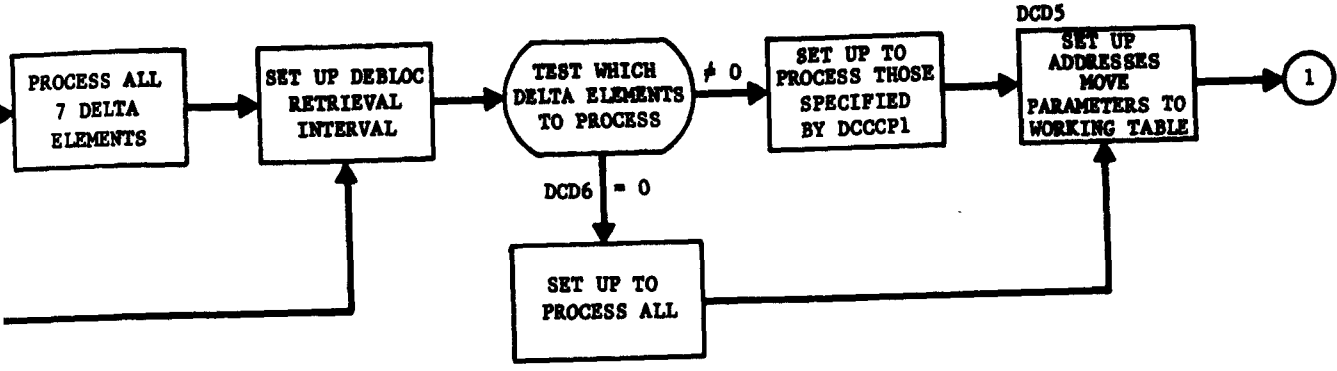 PROCESS ALL
7 DELTA
ELEMENTS
SET UP DEBLOC
RETRIEVAL
INTERVAL
TEST WHICH
DELTA ELEMENTS
TO PROCESS
≠ 0
DCD6 = 0
SET UP TO
PROCESS ALL
SET UP TO
PROCESS THOSE
SPECIFIED
BY DCCCP1
DCD5
SET UP
ADDRESSES
MOVE
PARAMETERS TO
WORKING TABLE
1